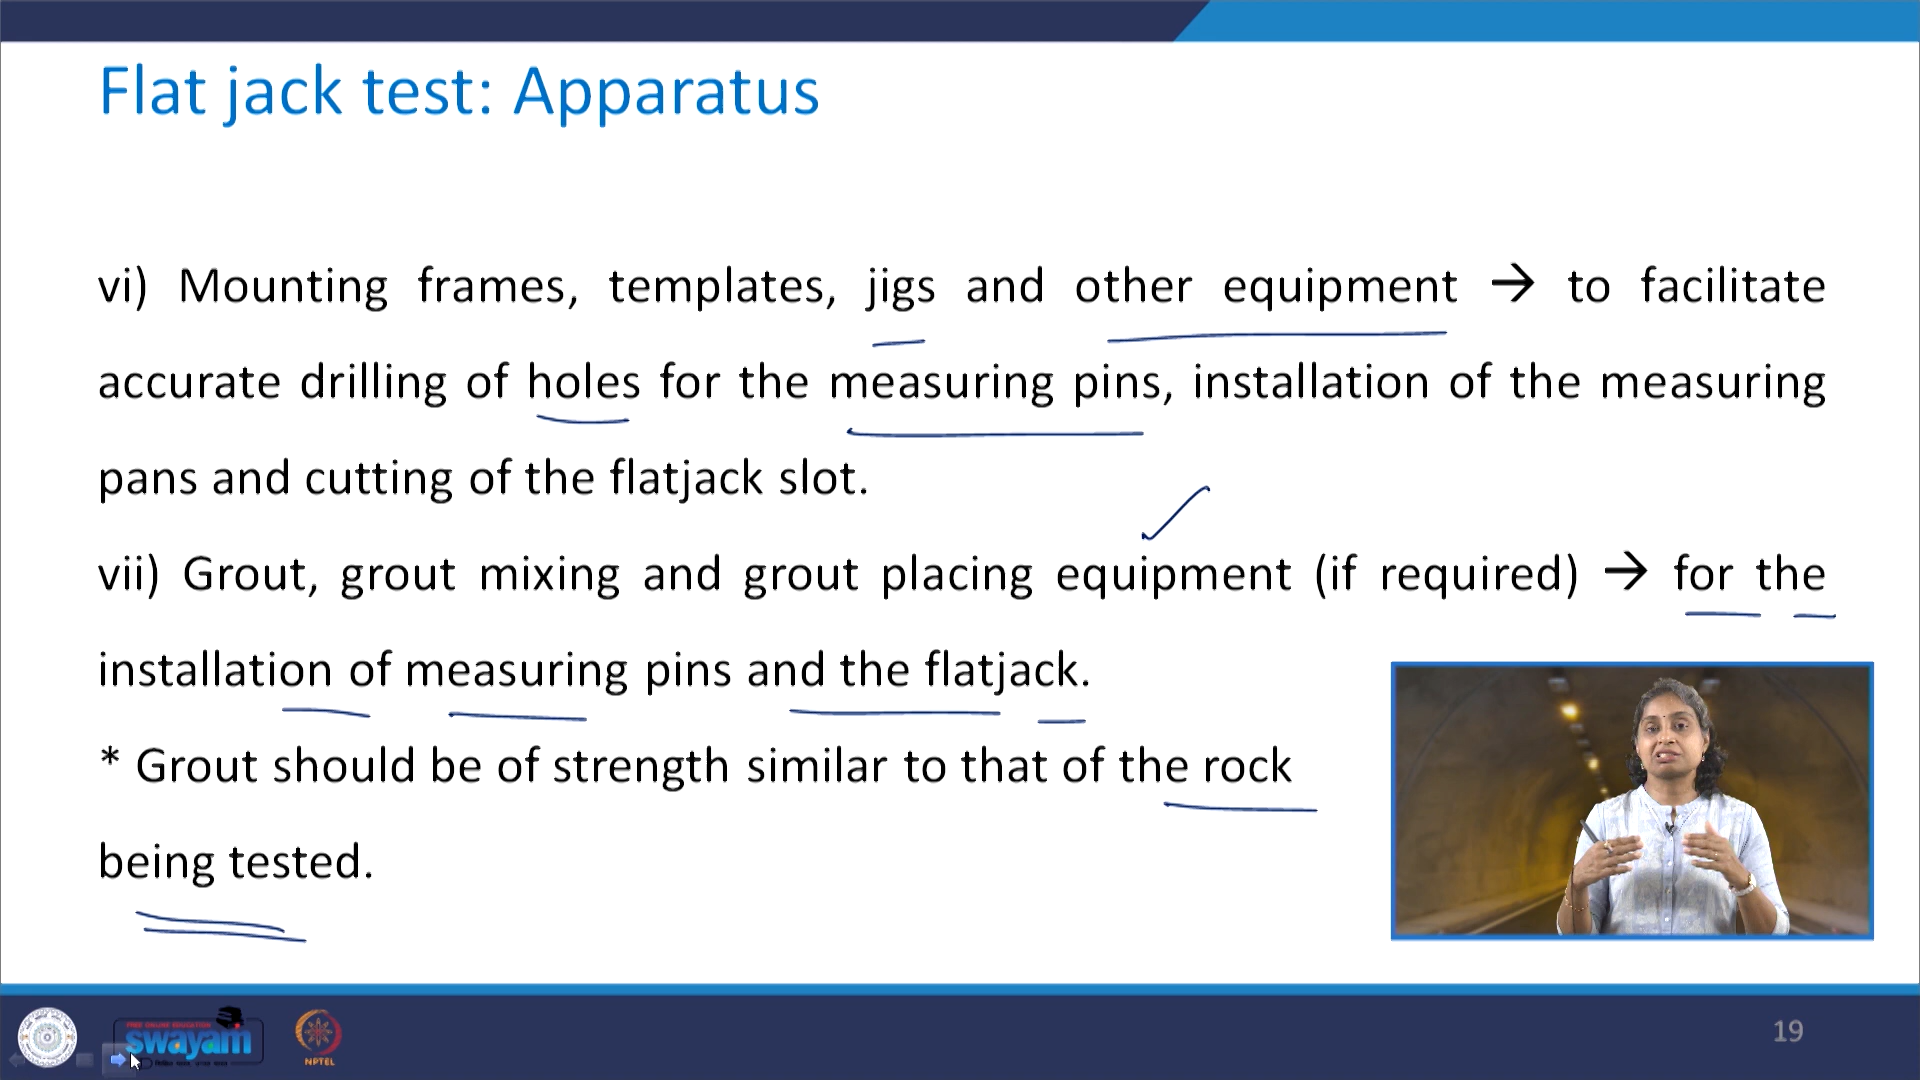 Flat jack test: Apparatus
vi) Mounting frames, templates, jigs and other equipment → to facilitate
accurate drilling of holes for the measuring pins, installation of the measuring
pans and cutting of the flatjack slot.
vii) Grout, grout mixing and grout placing equipment (if required) → for the
installation of measuring pins and the flatjack.
* Grout should be of strength similar to that of the rock
being tested.
FREE ONLINE EDUCATION
swayam
NPTEL
19